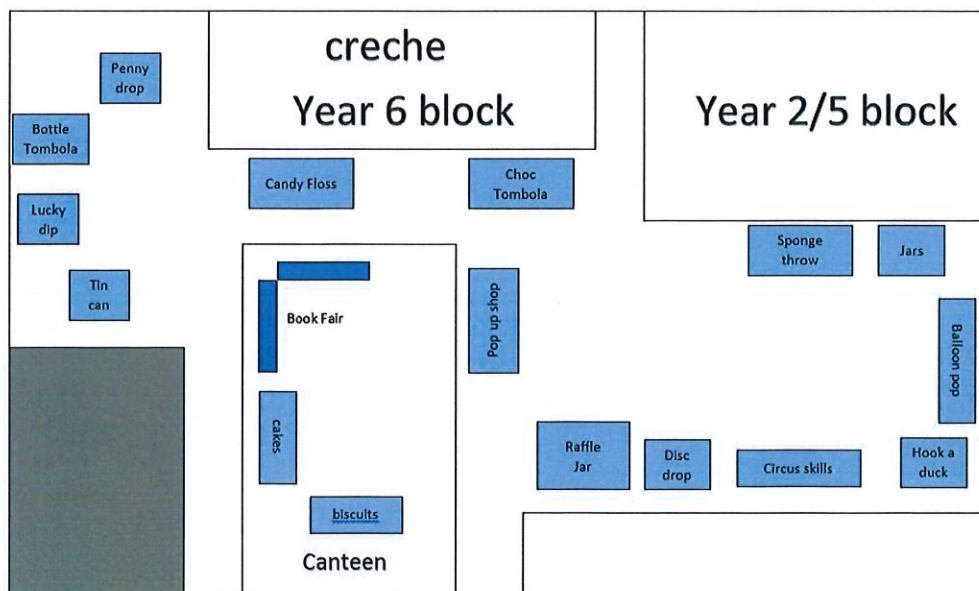 creche
Year 6 block
Year 2/5 block
Penny
drop
Bottle
Tombola
Lucky
dip
Tin
can
Candy Floss
Choc
Tombola
Sponge
throw
Jars
Book Fair
Pop up shop
Balloon pop
cakes
biscuits
Canteen
Raffle
Jar
Disc
drop
Circus skills
Hook a
duck